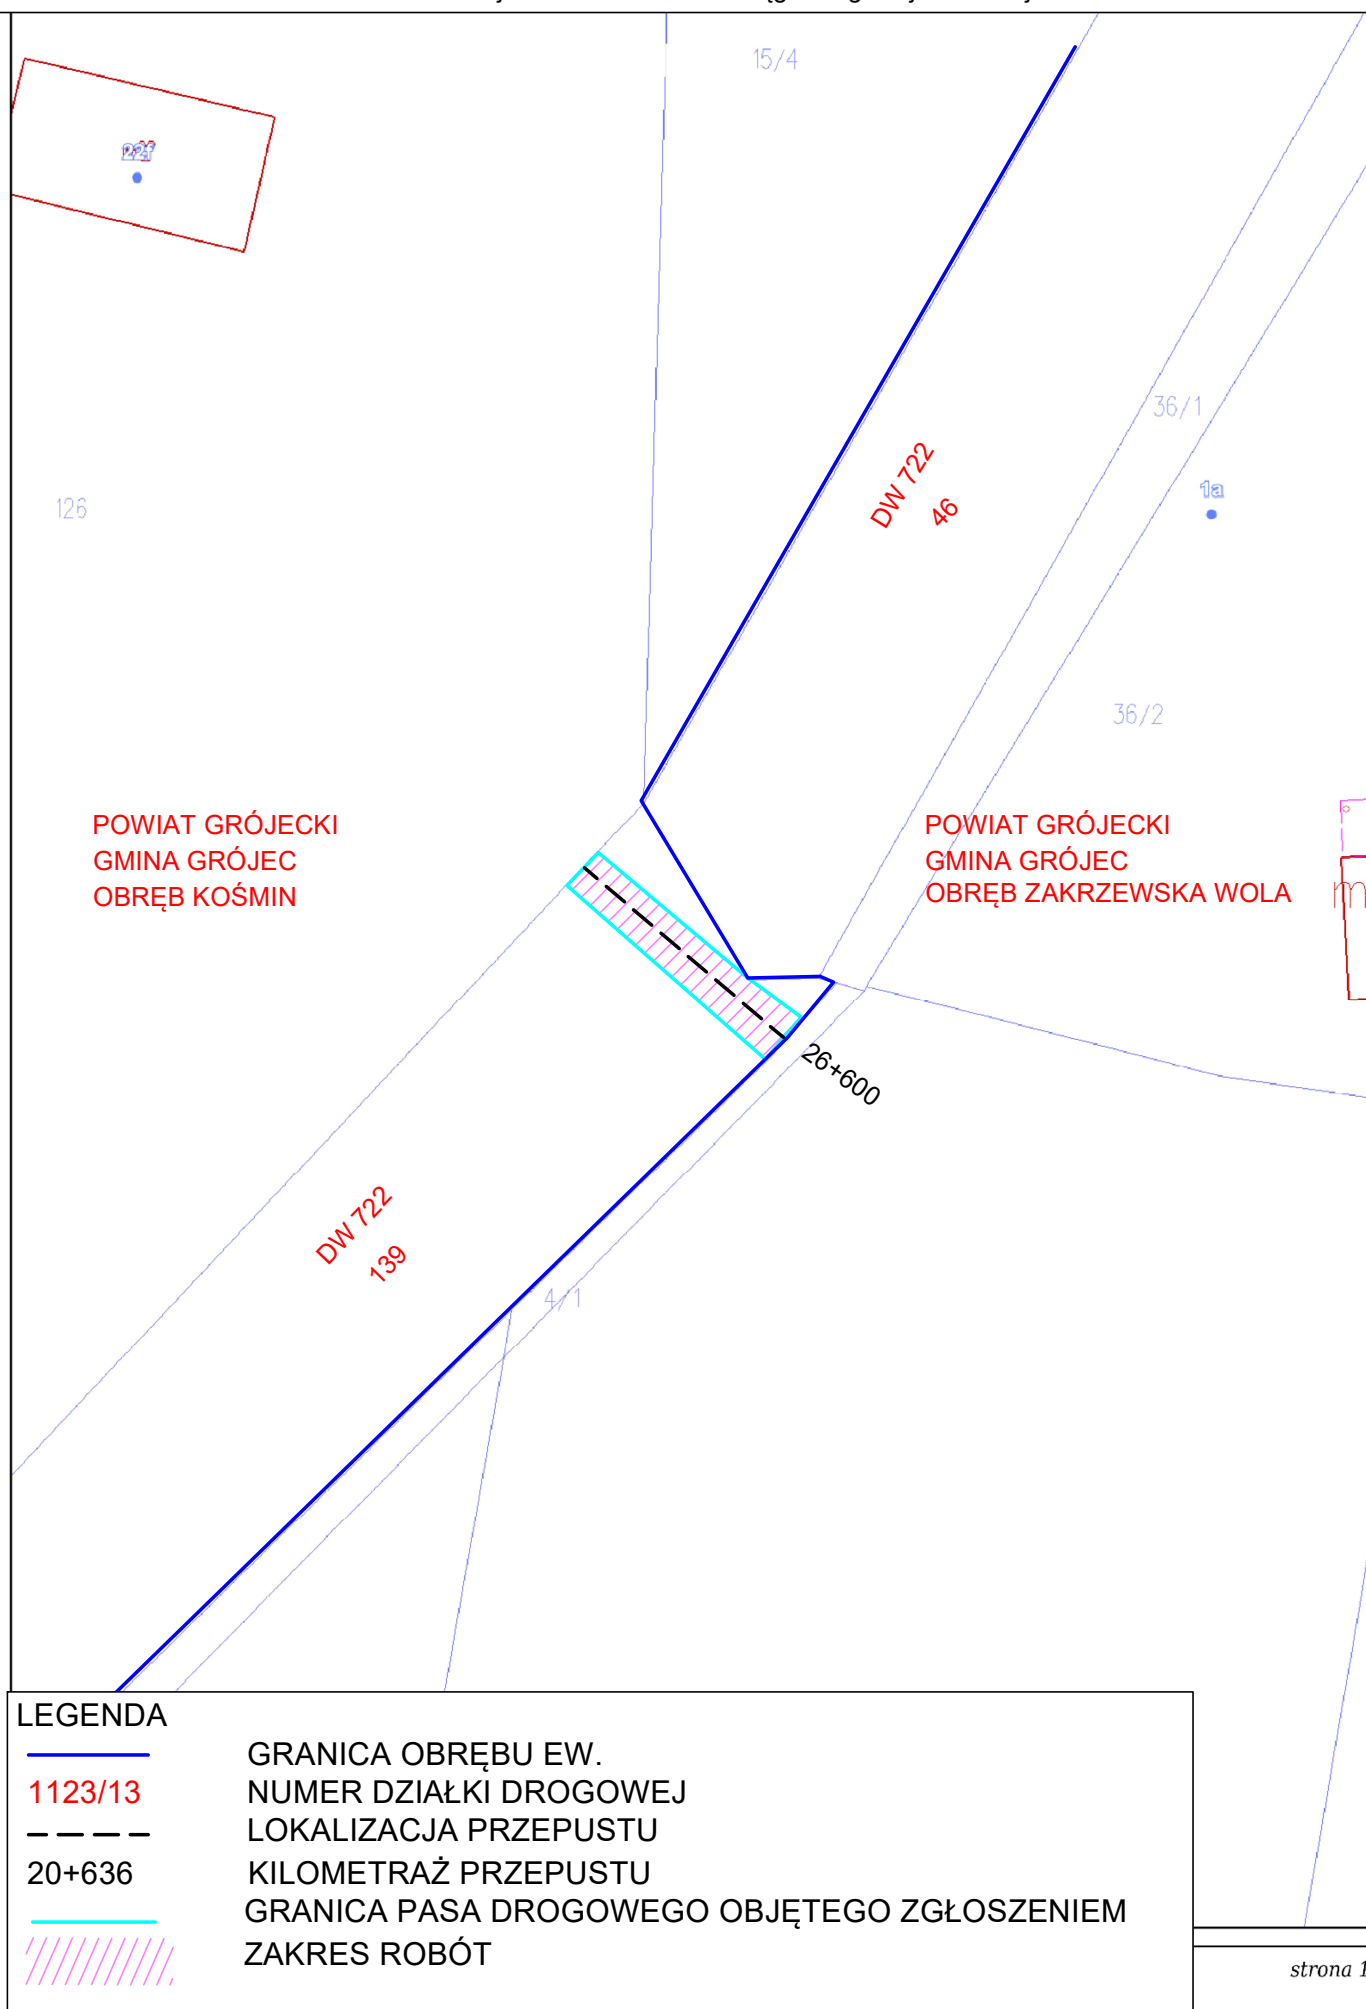 15/4
22f
36/1
DW 722
46
1a
126
36/2
POWIAT GRÓJECKI
GMINA GRÓJEC
OBRĘB KOŚMIN
POWIAT GRÓJECKI
GMINA GRÓJEC
OBRĘB ZAKRZEWSKA WOLA
m
26+600
DW 722
139
4/1
LEGENDA
GRANICA OBRĘBU EW.
1123/13 NUMER DZIAŁKI DROGOWEJ
LOKALIZACJA PRZEPUSTU
20+636 KILOMETRAŻ PRZEPUSTU
GRANICA PASA DROGOWEGO OBJĘTEGO ZGŁOSZENIEM
ZAKRES ROBÓT
strona 1